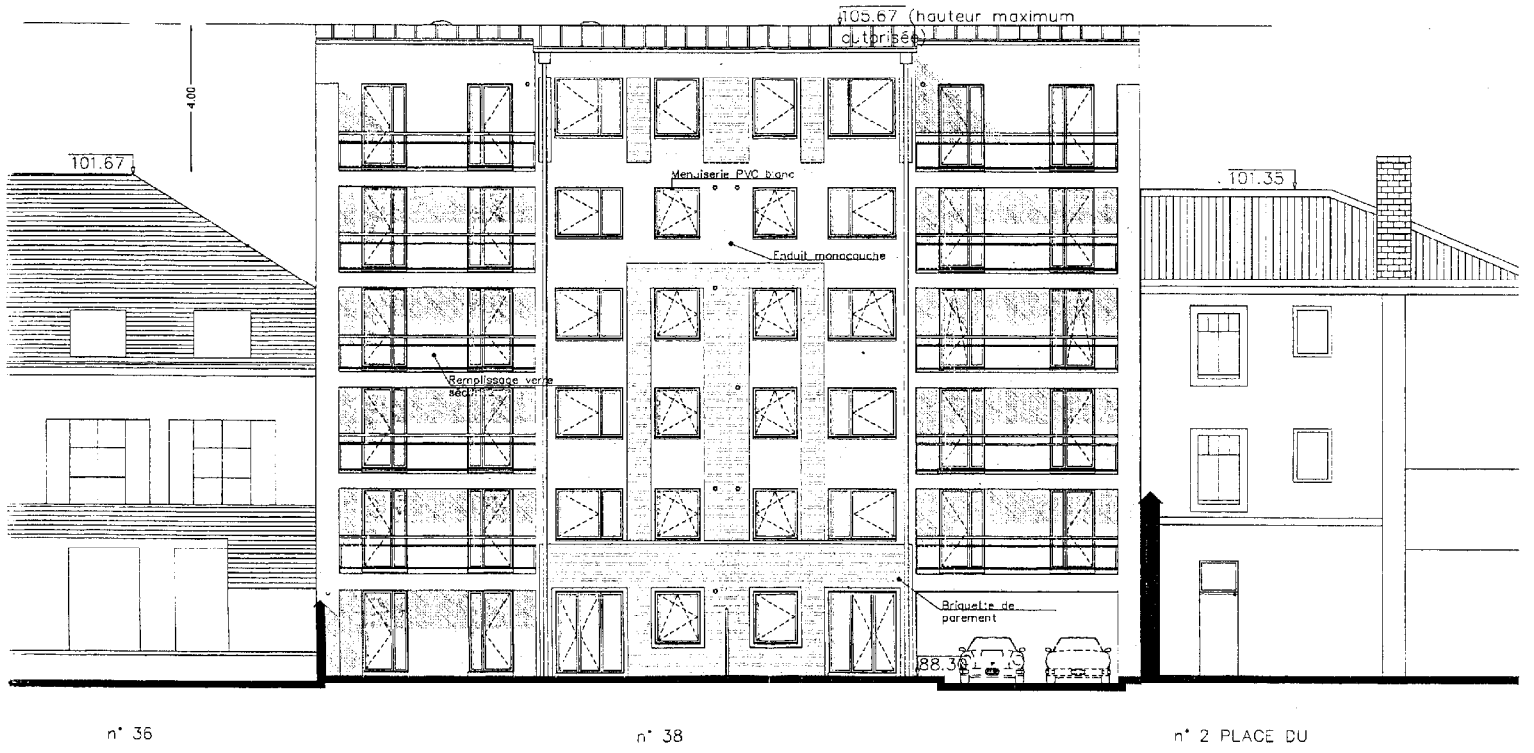 105.67 (hauteur maximum
autorisée)
4.00
101.67
101.35
Menuiserie PVC blanc
Enduit monocouche
Remplissage verre
Briquette de
parement
88.30
n° 36
n° 38
n° 2 PLACE DU